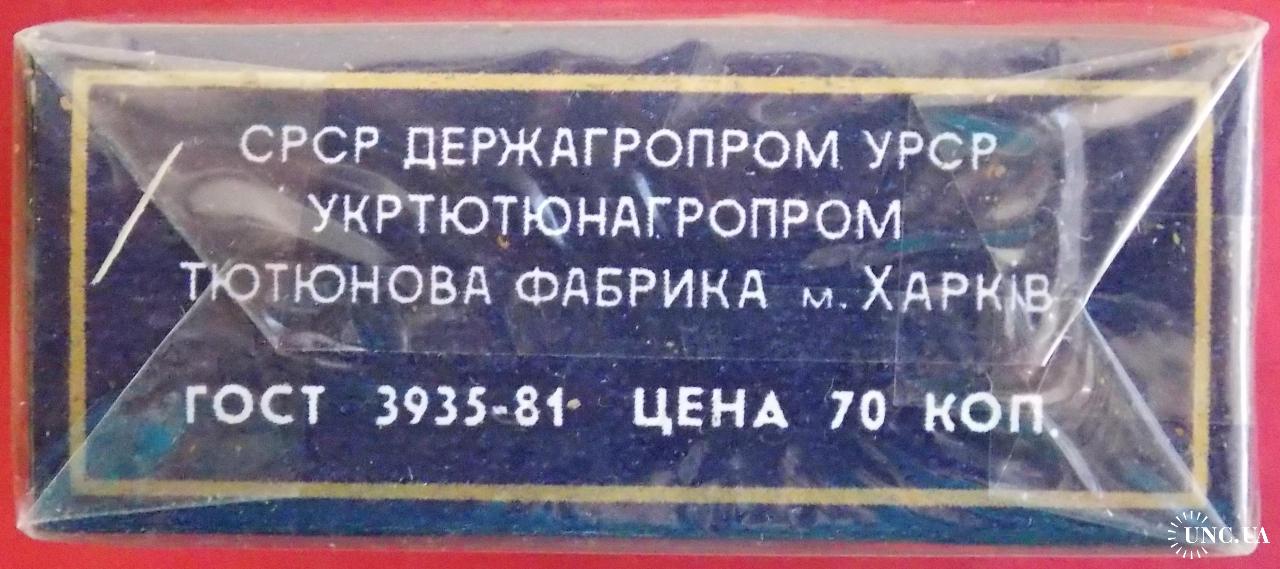 СРСР ДЕРЖАГРОПРОМ УРСР
УКРТЮТЮНАГРОПРОМ
ТЮТЮНОВА ФАБРИКА м. ХАРКІВ
ГОСТ 3935-81 ЦЕНА 70 КОП.
UNC.UA